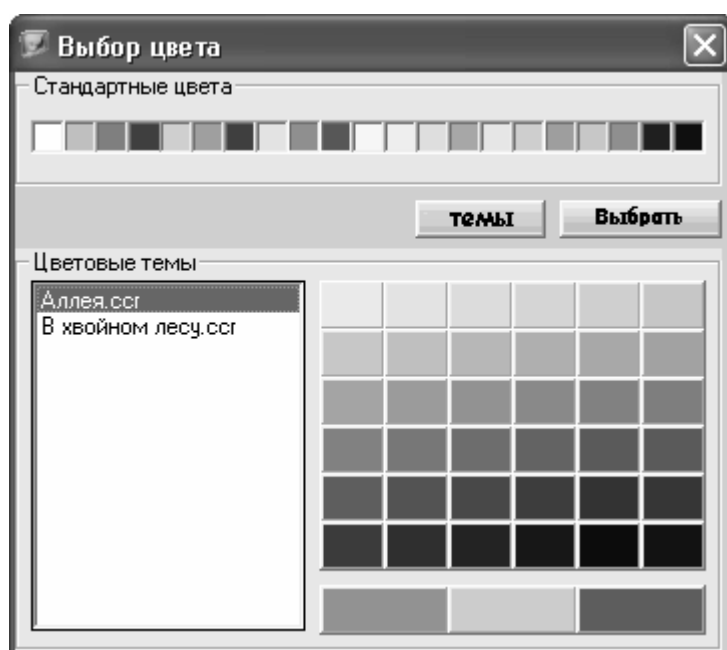 Выбор цвета
Стандартные цвета
темы
Выбрать
Цветовые темы
Аллея.ccr
В хвойном лесу.ccr